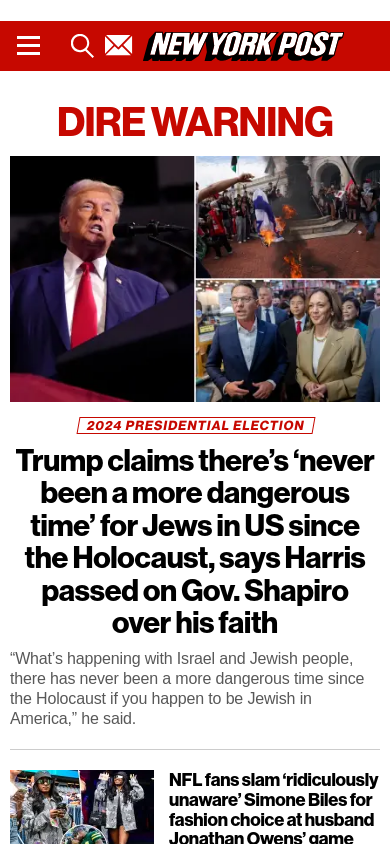 NEW YORK POST
DIRE WARNING
2024 PRESIDENTIAL ELECTION
Trump claims there’s ‘never
been a more dangerous
time’ for Jews in US since
the Holocaust, says Harris
passed on Gov. Shapiro
over his faith
“What’s happening with Israel and Jewish people,
there has never been a more dangerous time since
the Holocaust if you happen to be Jewish in
America,” he said.
NFL fans slam ‘ridiculously
unaware’ Simone Biles for
fashion choice at husband
Jonathan Owens’ game